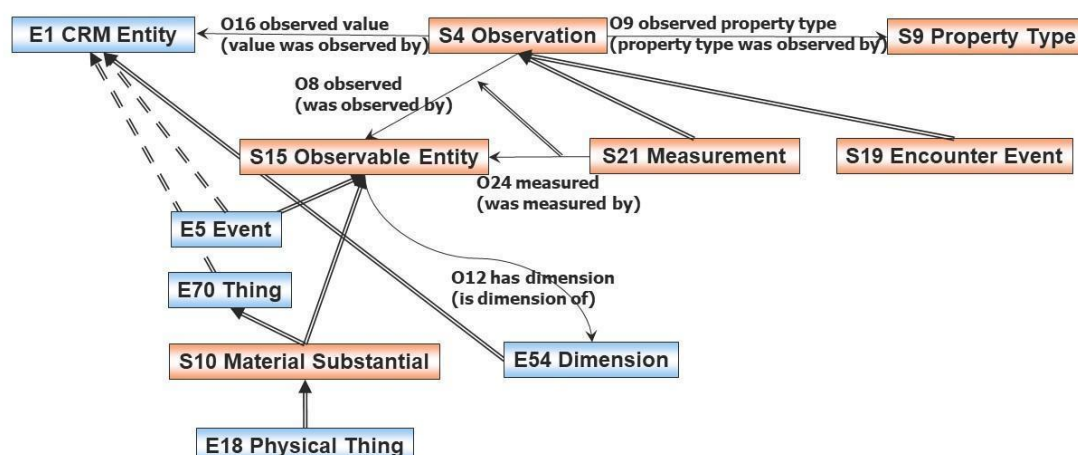 E1 CRM Entity
O16 observed value
(value was observed by)
S4 Observation
O9 observed property type
(property type was observed by)
S9 Property Type
O8 observed
(was observed by)
S15 Observable Entity
S21 Measurement
S19 Encounter Event
O24 measured
(was measured by)
E5 Event
E70 Thing
O12 has dimension
(is dimension of)
S10 Material Substantial
E54 Dimension
E18 Physical Thing